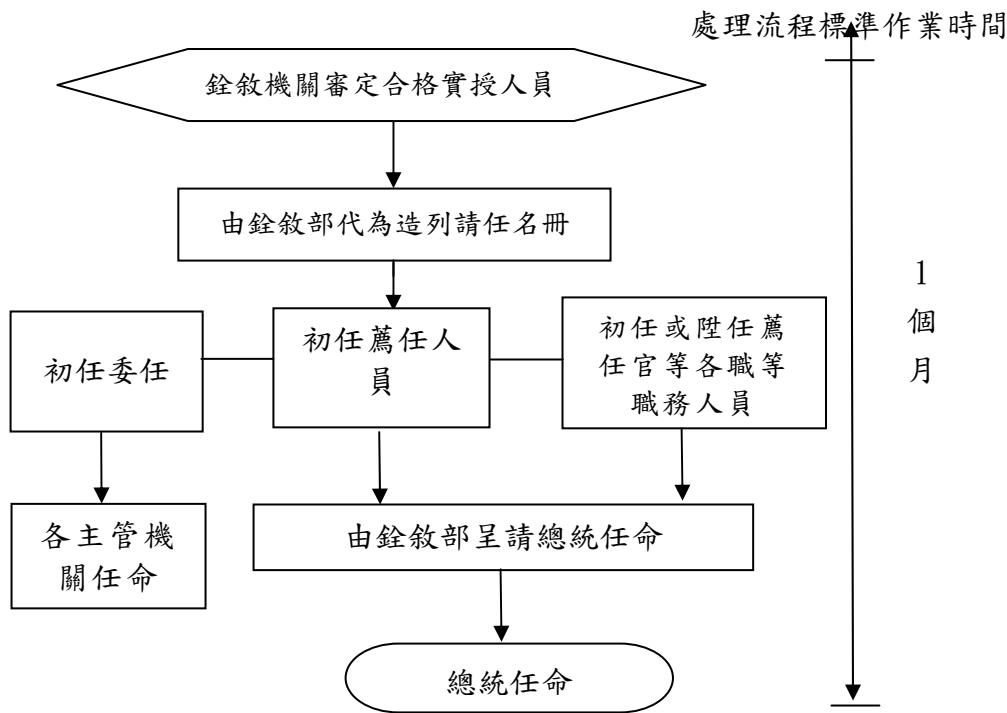 處理流程標準作業時間
銓敘機關審定合格實授人員
由銓敘部代為造列請任名冊
初任委任
初任薦任人
員
初任或陞任薦
任官等各職等
職務人員
1
個
月
各主管機
關任命
由銓敘部呈請總統任命
總統任命